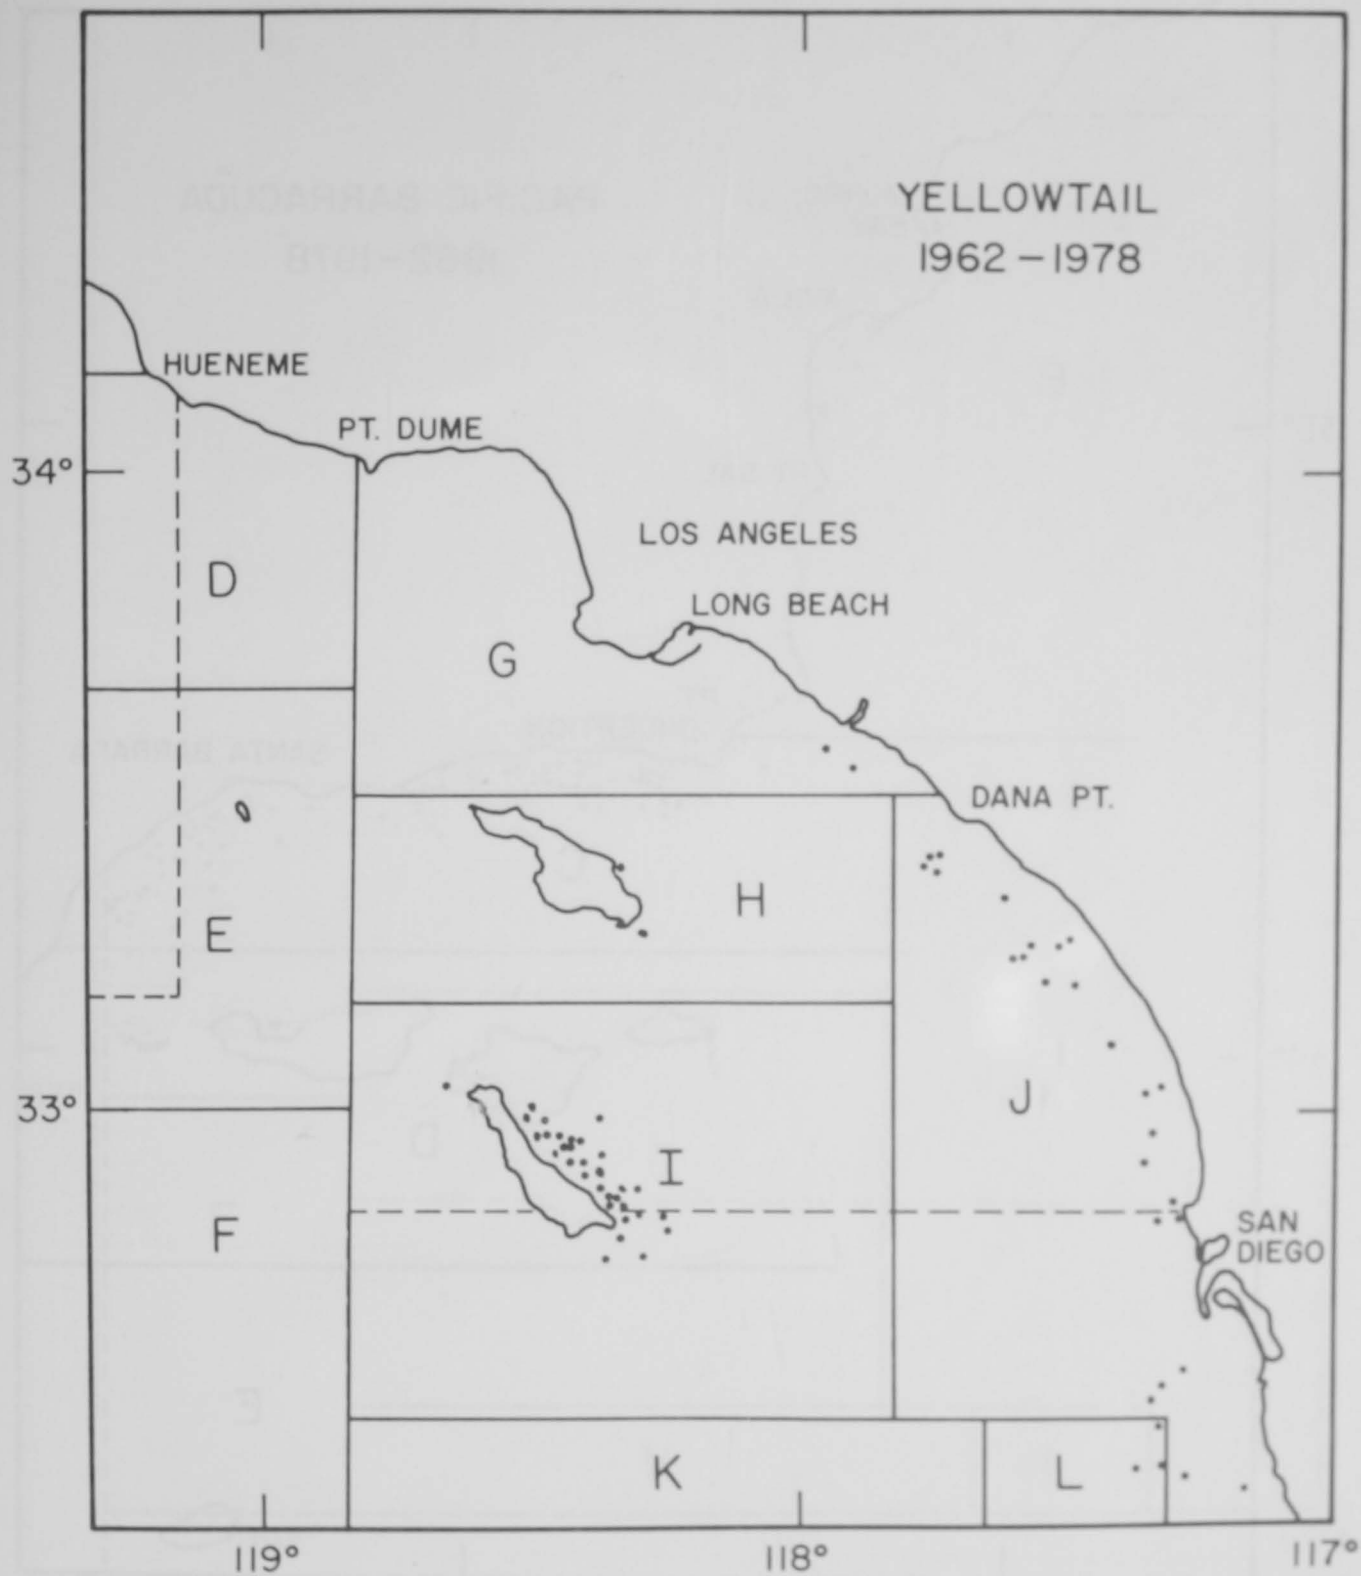 YELLOWTAIL
1962-1978
HUENEME
PT. DUME
34°
LOS ANGELES
D
LONG BEACH
G
DANA PT.
H
E
J
33°
I
F
SAN
DIEGO
K
L
119°
118°
117°